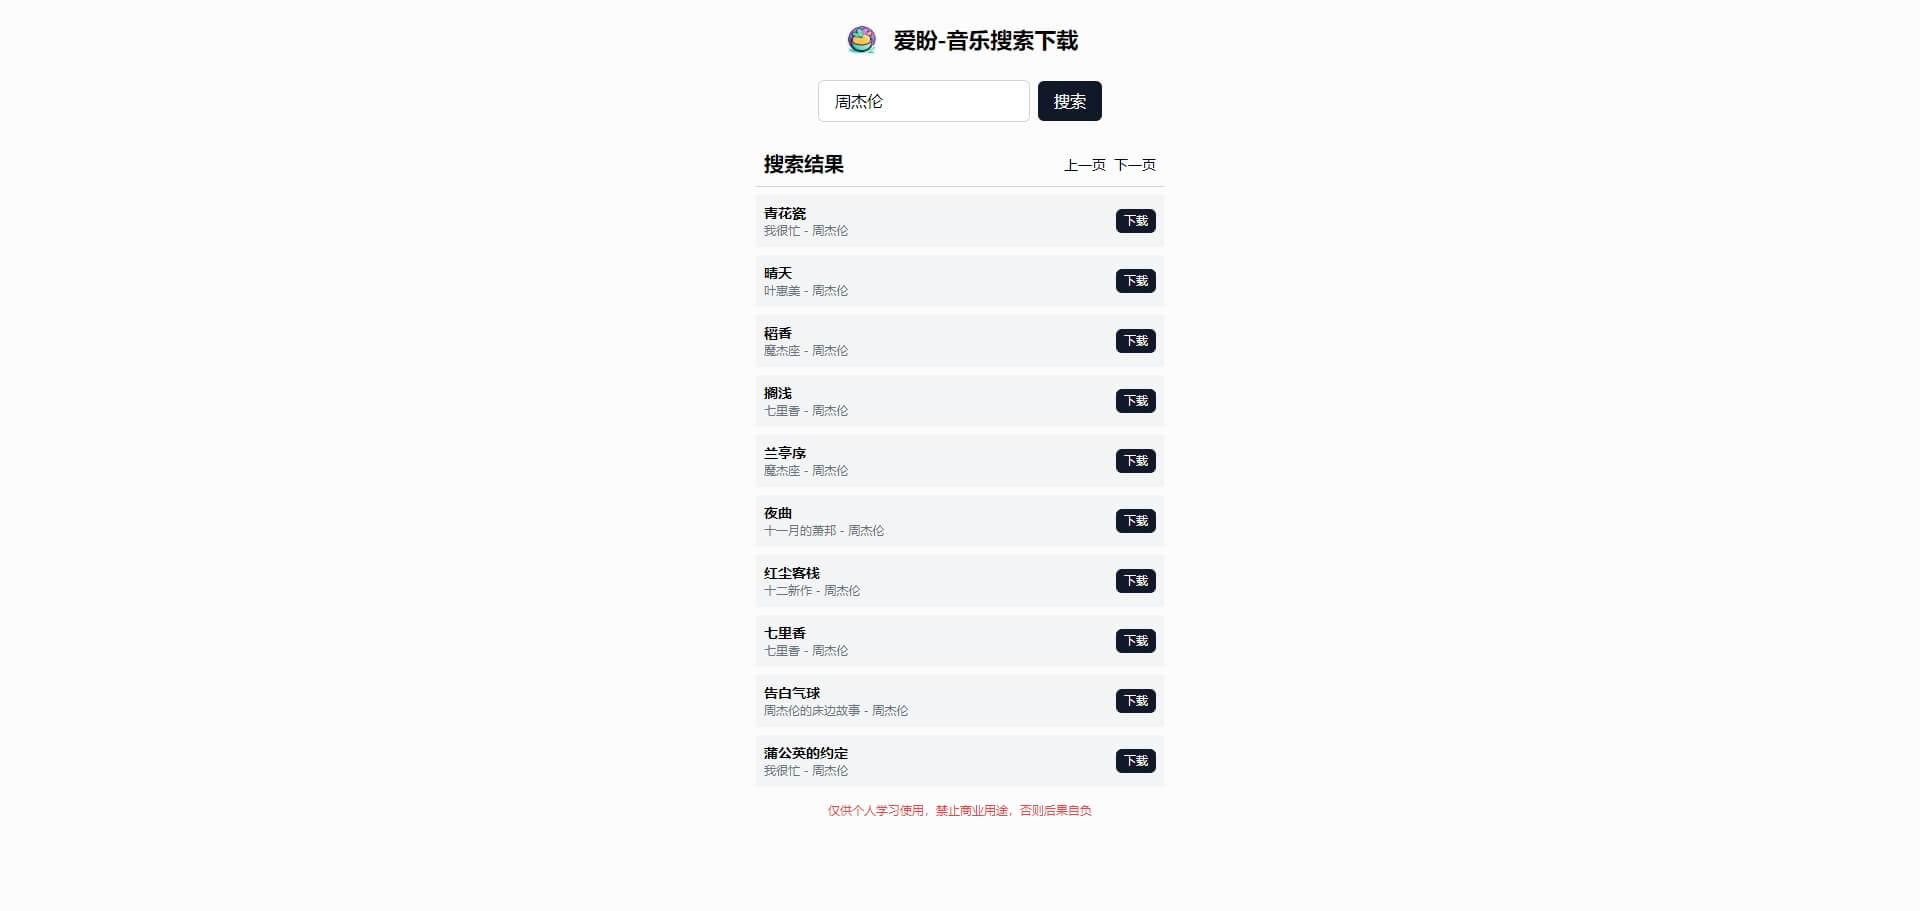 爱盼-音乐搜索下载
周杰伦 搜索
搜索结果 上一页 下一页
青花瓷
我很忙 - 周杰伦
下载
晴天
叶惠美 - 周杰伦
下载
稻香
魔杰座 - 周杰伦
下载
搁浅
七里香 - 周杰伦
下载
兰亭序
魔杰座 - 周杰伦
下载
夜曲
十一月的萧邦 - 周杰伦
下载
红尘客栈
十二新作 - 周杰伦
下载
七里香
七里香 - 周杰伦
下载
告白气球
周杰伦的床边故事 - 周杰伦
下载
蒲公英的约定
我很忙 - 周杰伦
下载
仅供个人学习使用，禁止商业用途，否则后果自负